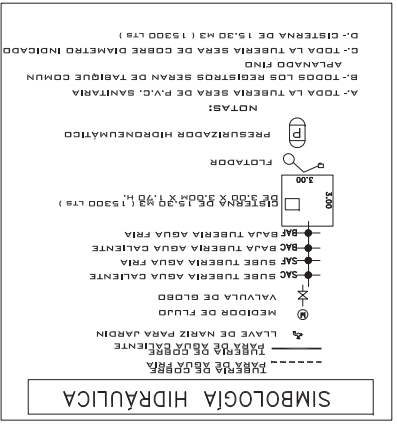 SIMBOLOGÍA HIDRÁULICA
TUBERIA DE COBRE
PARA AGUA FRÍA
TUBERIA DE COBRE
PARA DE AGUA CALIENTE
LLAVE DE NARIZ PARA JARDIN
M
MEDIDOR DE FLUJO
VALVULA DE GLOBO
SAC SUBE TUBERIA AGUA CALIENTE
SAF SUBE TUBERIA AGUA FRIA
BAC BAJA TUBERIA AGUA CALIENTE
BAF BAJA TUBERIA AGUA FRIA
3.00
3.00
CISTERNA DE 15.30 m3 ( 15300 LTS )
DE 3.00 X 3.00M X 1.70 H.
FLOTADOR
P
PRESURIZADOR HIDRONEUMÁTICO
NOTAS:
A.- TODA LA TUBERIA SERA DE P.V.C. SANITARIA
B.- TODOS LOS REGISTROS SERAN DE TABIQUE COMUN
APLANADO FINO
C.- TODA LA TUBERIA SERA DE COBRE DIAMETRO INDICADO
D.- CISTERNA DE 15.30 M3 ( 15300 LTS )